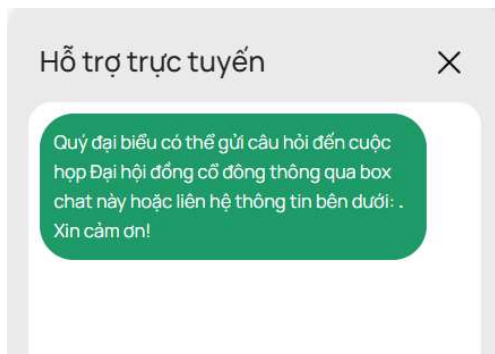 Hỗ trợ trực tuyến
Quý đại biểu có thể gửi câu hỏi đến cuộc
họp Đại hội đồng cổ đông thông qua box
chat này hoặc liên hệ thông tin bên dưới: .
Xin cảm ơn!